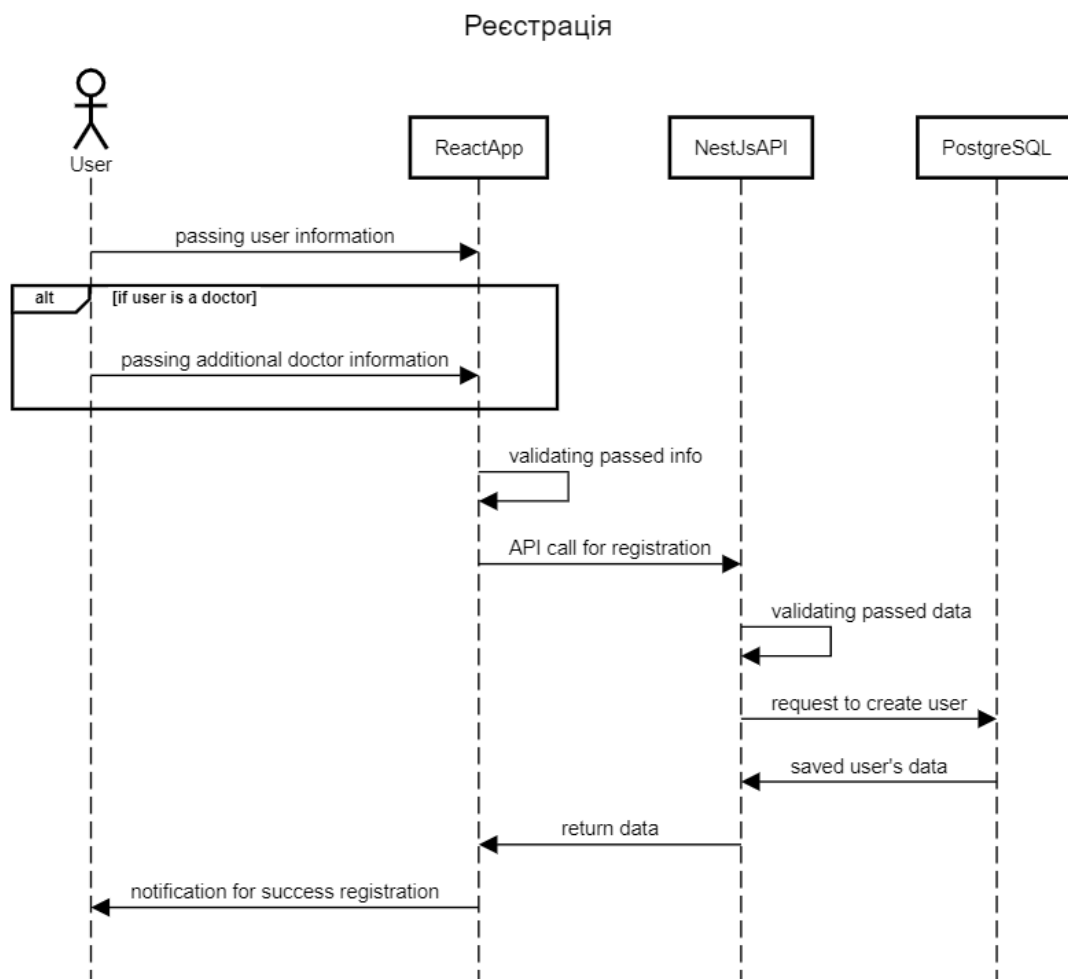 Реєстрація
User
ReactApp
NestJsAPI
PostgreSQL
passing user information
alt [if user is a doctor]
passing additional doctor information
validating passed info
API call for registration
validating passed data
request to create user
saved user's data
return data
notification for success registration